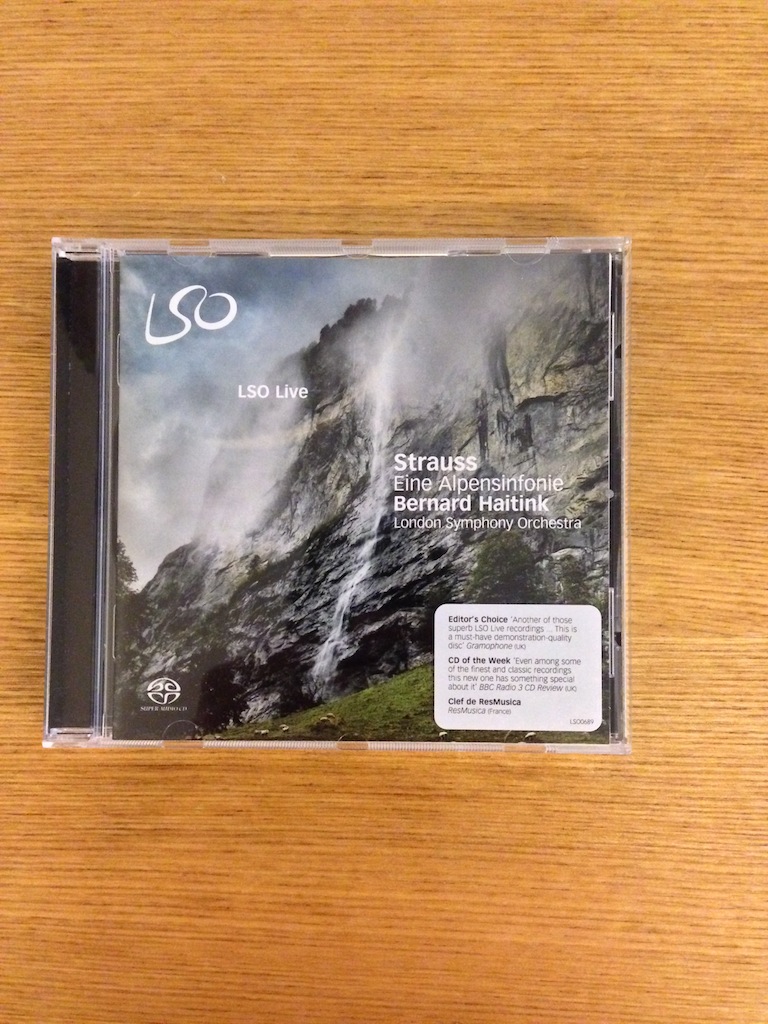 LSO
LSO Live
Strauss
Eine Alpensinfonie
Bernard Haitink
London Symphony Orchestra
Editor's Choice 'Another of those
superb LSO Live recordings ... This is
a must-have demonstration-quality
disc' Gramophone (UK)
CD of the Week 'Even among some
of the finest and classic recordings
this new one has something special
about it' BBC Radio 3 CD Review (UK)
Clef de ResMusica
ResMusica (France)
LSO0689
SUPER AUDIO CD